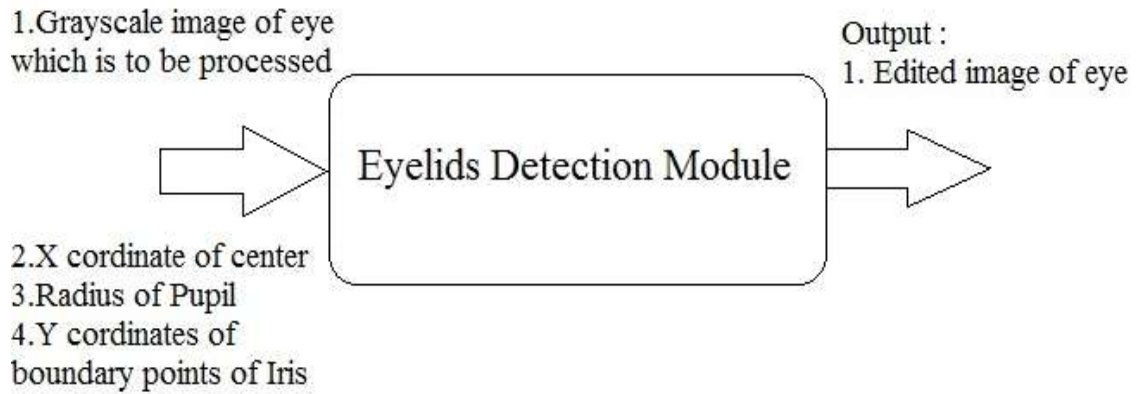 1.Grayscale image of eye
which is to be processed
Output :
1. Edited image of eye
Eyelids Detection Module
2.X cordinate of center
3.Radius of Pupil
4.Y cordinates of
boundary points of Iris